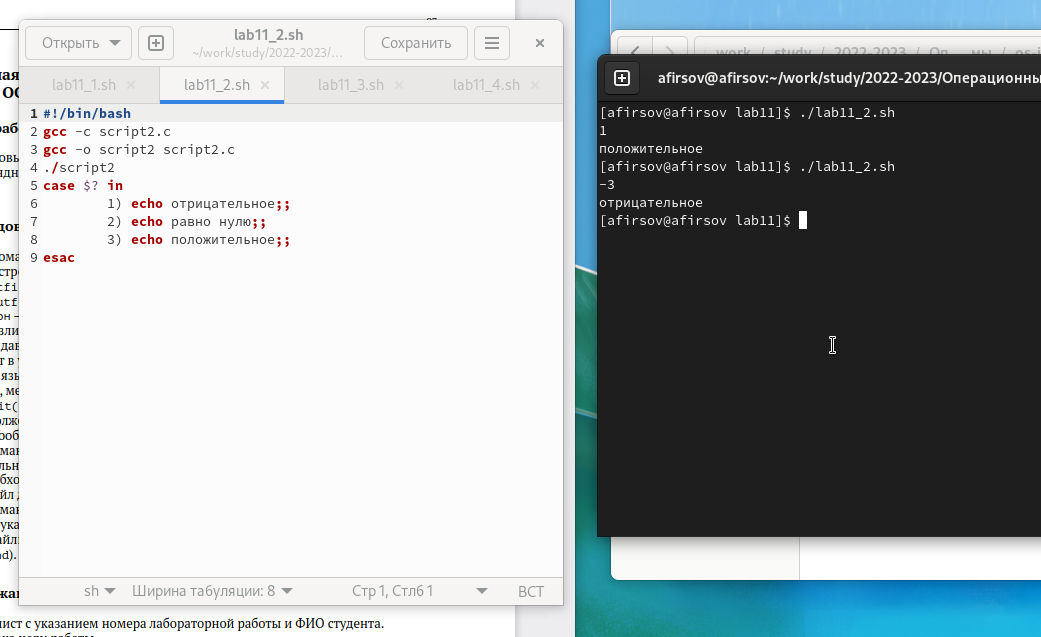 Открыть
lab11_2.sh
~/work/study/2022-2023/...
Сохранить
lab11_1.sh
lab11_2.sh
lab11_3.sh
lab11_4.sh
1 #!/bin/bash
2 gcc -c script2.c
3 gcc -o script2 script2.c
4 ./script2
5 case $? in
6 1) echo отрицательное;;
7 2) echo равно нулю;;
8 3) echo положительное;;
9 esac
sh
Ширина табуляции: 8
Стр 1, Стлб 1
ВСТ
work / study / 2022-2023 /
afirsov@afirsov:~/work/study/2022-2023/Операционны
[afirsov@afirsov lab11]$ ./lab11_2.sh
1
положительное
[afirsov@afirsov lab11]$ ./lab11_2.sh
-3
отрицательное
[afirsov@afirsov lab11]$
ист с указанием номера лабораторной работы и ФИО студента.